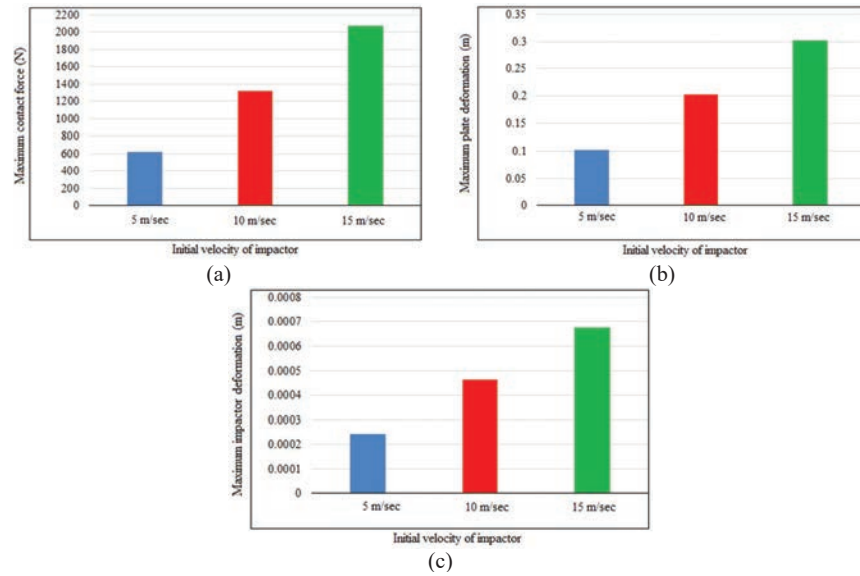 Maximum contact force (N)
2200
2000
1800
1600
1400
1200
1000
800
600
400
200
0
5 m/sec 10 m/sec 15 m/sec
Initial velocity of impactor
(a)
Maximum plate deformation (m)
0.35
0.3
0.25
0.2
0.15
0.1
0.05
0
5 m/sec 10 m/sec 15 m/sec
Initial velocity of impactor
(b)
Maximum impactor deformation (m)
0.0008
0.0007
0.0006
0.0005
0.0004
0.0003
0.0002
0.0001
0
5 m/sec 10 m/sec 15 m/sec
Initial velocity of impactor
(c)